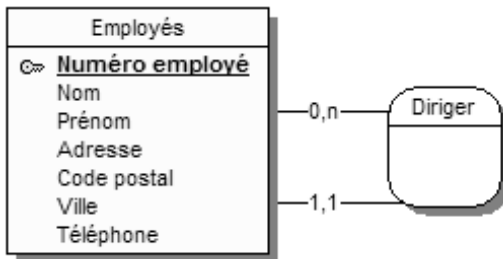 Employés
Numéro employé
Nom
Prénom
Adresse
Code postal
Ville
Téléphone
0,n
1,1
Diriger